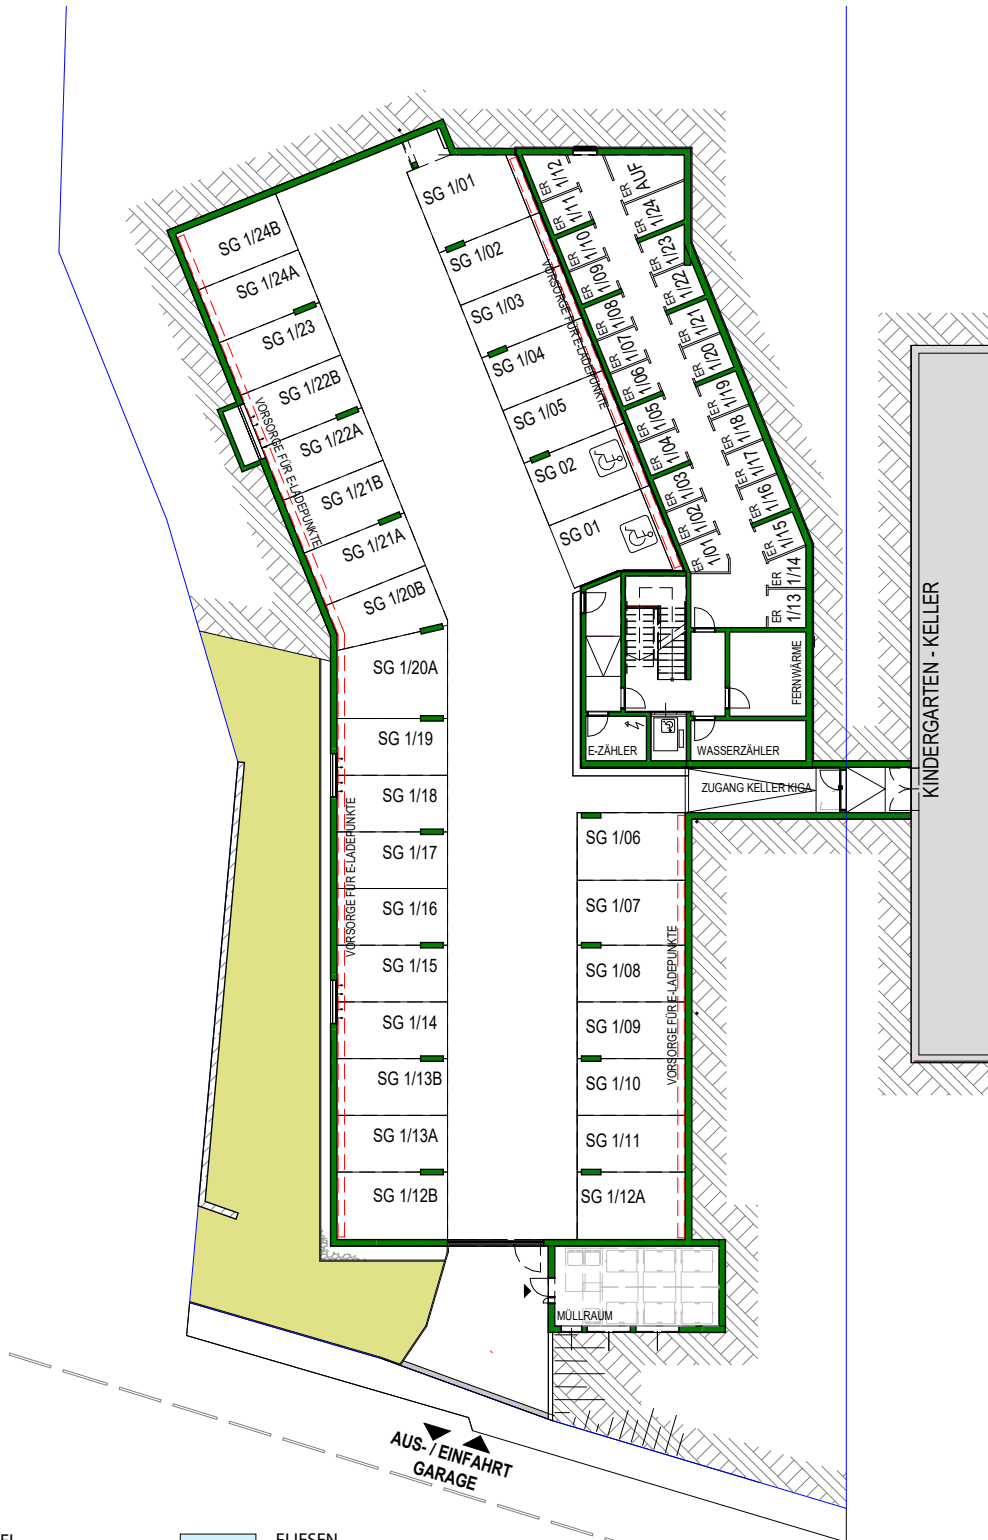 SG 1/01
SG 1/02
SG 1/03
SG 1/04
SG 1/05
SG 02
SG 01
SG 1/24B
SG 1/24A
SG 1/23
SG 1/22B
SG 1/22A
SG 1/21B
SG 1/21A
SG 1/20B
VORSORGE FÜR E-LADEPUNKTE
VORSORGE FÜR E-LADEPUNKTE
ER 1/12
ER 1/11
ER 1/10
ER 1/09
ER 1/08
ER 1/07
ER 1/06
ER 1/05
ER 1/04
ER 1/03
ER 1/02
ER 1/01
ER AUF
ER 1/24
ER 1/23
ER 1/22
ER 1/21
ER 1/20
ER 1/19
ER 1/18
ER 1/17
ER 1/16
ER 1/15
ER 1/14
ER 1/13
FERNWÄRME
E-ZÄHLER
WASSERZÄHLER
ZUGANG KELLER KIGA
KINDERGARTEN - KELLER
SG 1/20A
SG 1/19
SG 1/18
SG 1/17
SG 1/16
SG 1/15
SG 1/14
SG 1/13B
SG 1/13A
SG 1/12B
VORSORGE FÜR E-LADEPUNKTE
SG 1/06
SG 1/07
SG 1/08
SG 1/09
SG 1/10
SG 1/11
SG 1/12A
VORSORGE FÜR E-LADEPUNKTE
MÜLLRAUM
AUS- / EINFAHRT
GARAGE
FLIESEN